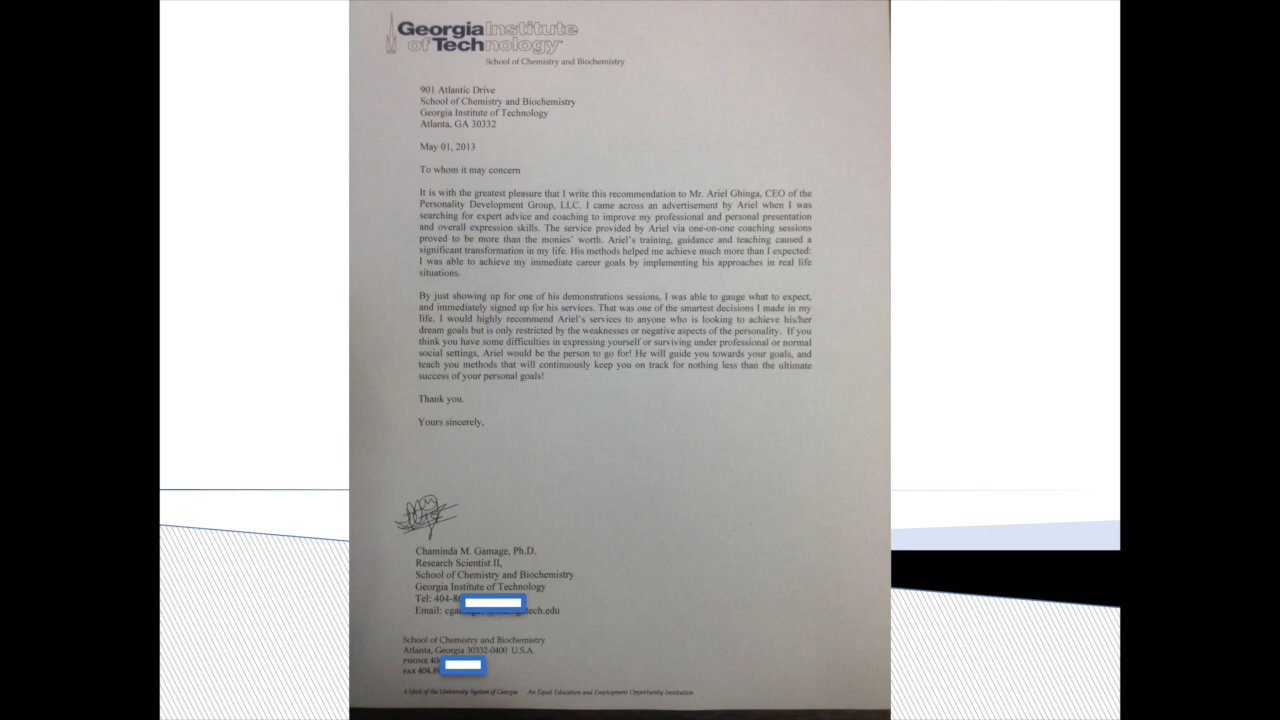 Georgia Institute
of Technology
School of Chemistry and Biochemistry
901 Atlantic Drive
School of Chemistry and Biochemistry
Georgia Institute of Technology
Atlanta, GA 30332
May 01, 2013
To whom it may concern
It is with the greatest pleasure that I write this recommendation to Mr. Ariel Ghinga, CEO of the
Personality Development Group, LLC. I came across an advertisement by Ariel when I was
searching for expert advice and coaching to improve my professional and personal presentation
and overall expression skills. The service provided by Ariel via one-on-one coaching sessions
proved to be more than the monies' worth. Ariel's training, guidance and teaching caused a
significant transformation in my life. His methods helped me achieve much more than I expected:
I was able to achieve my immediate career goals by implementing his approaches in real life
situations.
By just showing up for one of his demonstrations sessions, I was able to gauge what to expect,
and immediately signed up for his services. That was one of the smartest decisions I made in my
life. I would highly recommend Ariel's services to anyone who is looking to achieve his/her
dream goals but is only restricted by the weaknesses or negative aspects of the personality. If you
think you have some difficulties in expressing yourself or surviving under professional or normal
social settings, Ariel would be the person to go for! He will guide you towards your goals, and
teach you methods that will continuously keep you on track for nothing less than the ultimate
success of your personal goals!
Thank you.
Yours sincerely,
Chaminda M. Gamage, Ph.D.
Research Scientist II,
School of Chemistry and Biochemistry
Georgia Institute of Technology
Tel: 404-8
Email: tech.edu
School of Chemistry and Biochemistry
Atlanta, Georgia 30332-0400 U.S.A.
PHONE 40
FAX 404.
A Unit of the University System of Georgia An Equal Education and Employment Opportunity Institution